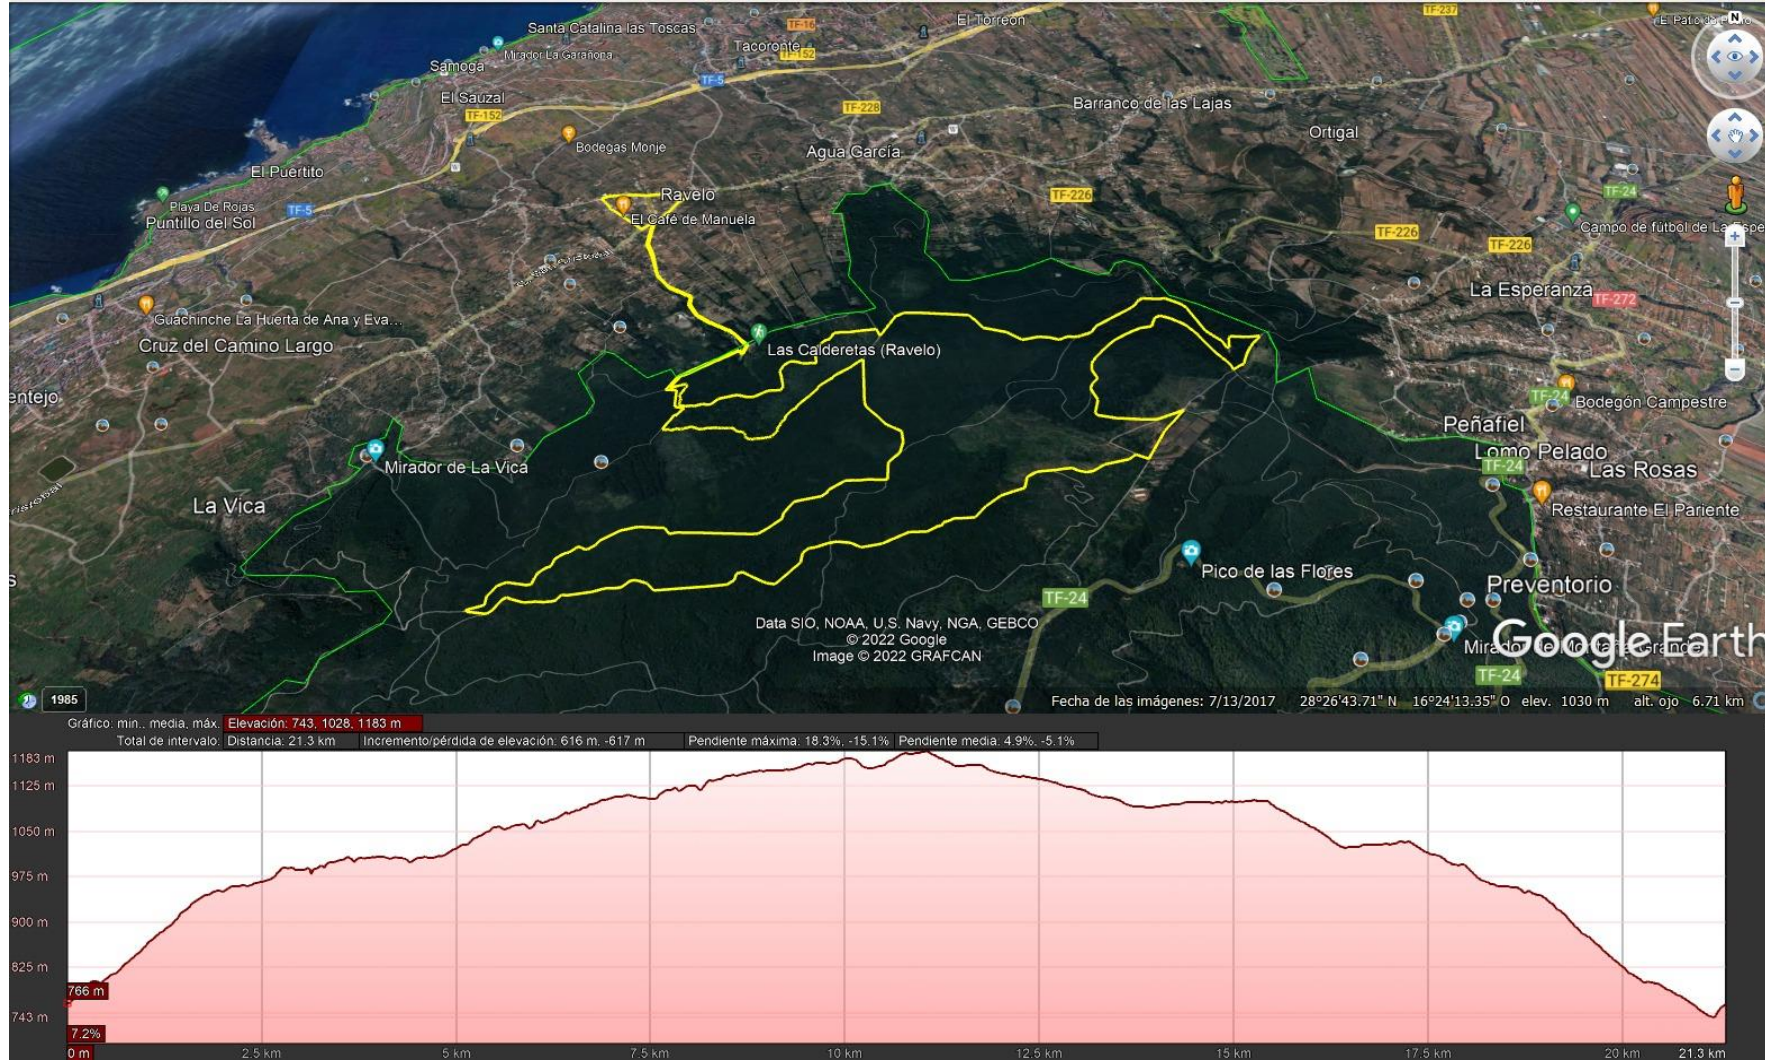 Santa Catalina las Toscas
TF-16
El Torreon
TF-237
N
Mirador La Garañona
Tacoronte
TF-152
Samoga
TF-5
El Sauzal
TF-152
TF-228
Barranco de las Lajas
Ortigal
Bodegas Monje
Agua García
El Puertito
Playa De Rojas
Puntillo del Sol
TF-5
Ravelo
El Café de Manuela
TF-226
TF-24
TF-226
TF-226
Campo de fútbol de La Espe
La Esperanza
TF-272
Guachinche La Huerta de Ana y Eva...
Cruz del Camino Largo
Las Calderetas (Ravelo)
entejo
TF-24
Bodegón Campestre
Peñafiel
Lomo Pelado
TF-24
Las Rosas
Mirador de La Vica
La Vica
Restaurante El Pariente
Pico de las Flores
s
TF-24
Preventorio
Data SIO, NOAA, U.S. Navy, NGA, GEBCO
© 2022 Google
Image © 2022 GRAFCAN
Google Earth
TF-24
TF-274
1985
Fecha de las imágenes: 7/13/2017 28°26'43.71" N 16°24'13.35" O elev. 1030 m alt. ojo 6.71 km
Gráfico: min., media, máx. Elevación: 743, 1028, 1183 m
Total de intervalo: Distancia: 21.3 km Incremento/pérdida de elevación: 616 m, -617 m Pendiente máxima: 18.3%, -15.1% Pendiente media: 4.9%, -5.1%
1183 m
1125 m
1050 m
975 m
900 m
825 m
766 m
743 m
7.2%
0 m 2.5 km 5 km 7.5 km 10 km 12.5 km 15 km 17.5 km 20 km 21.3 km